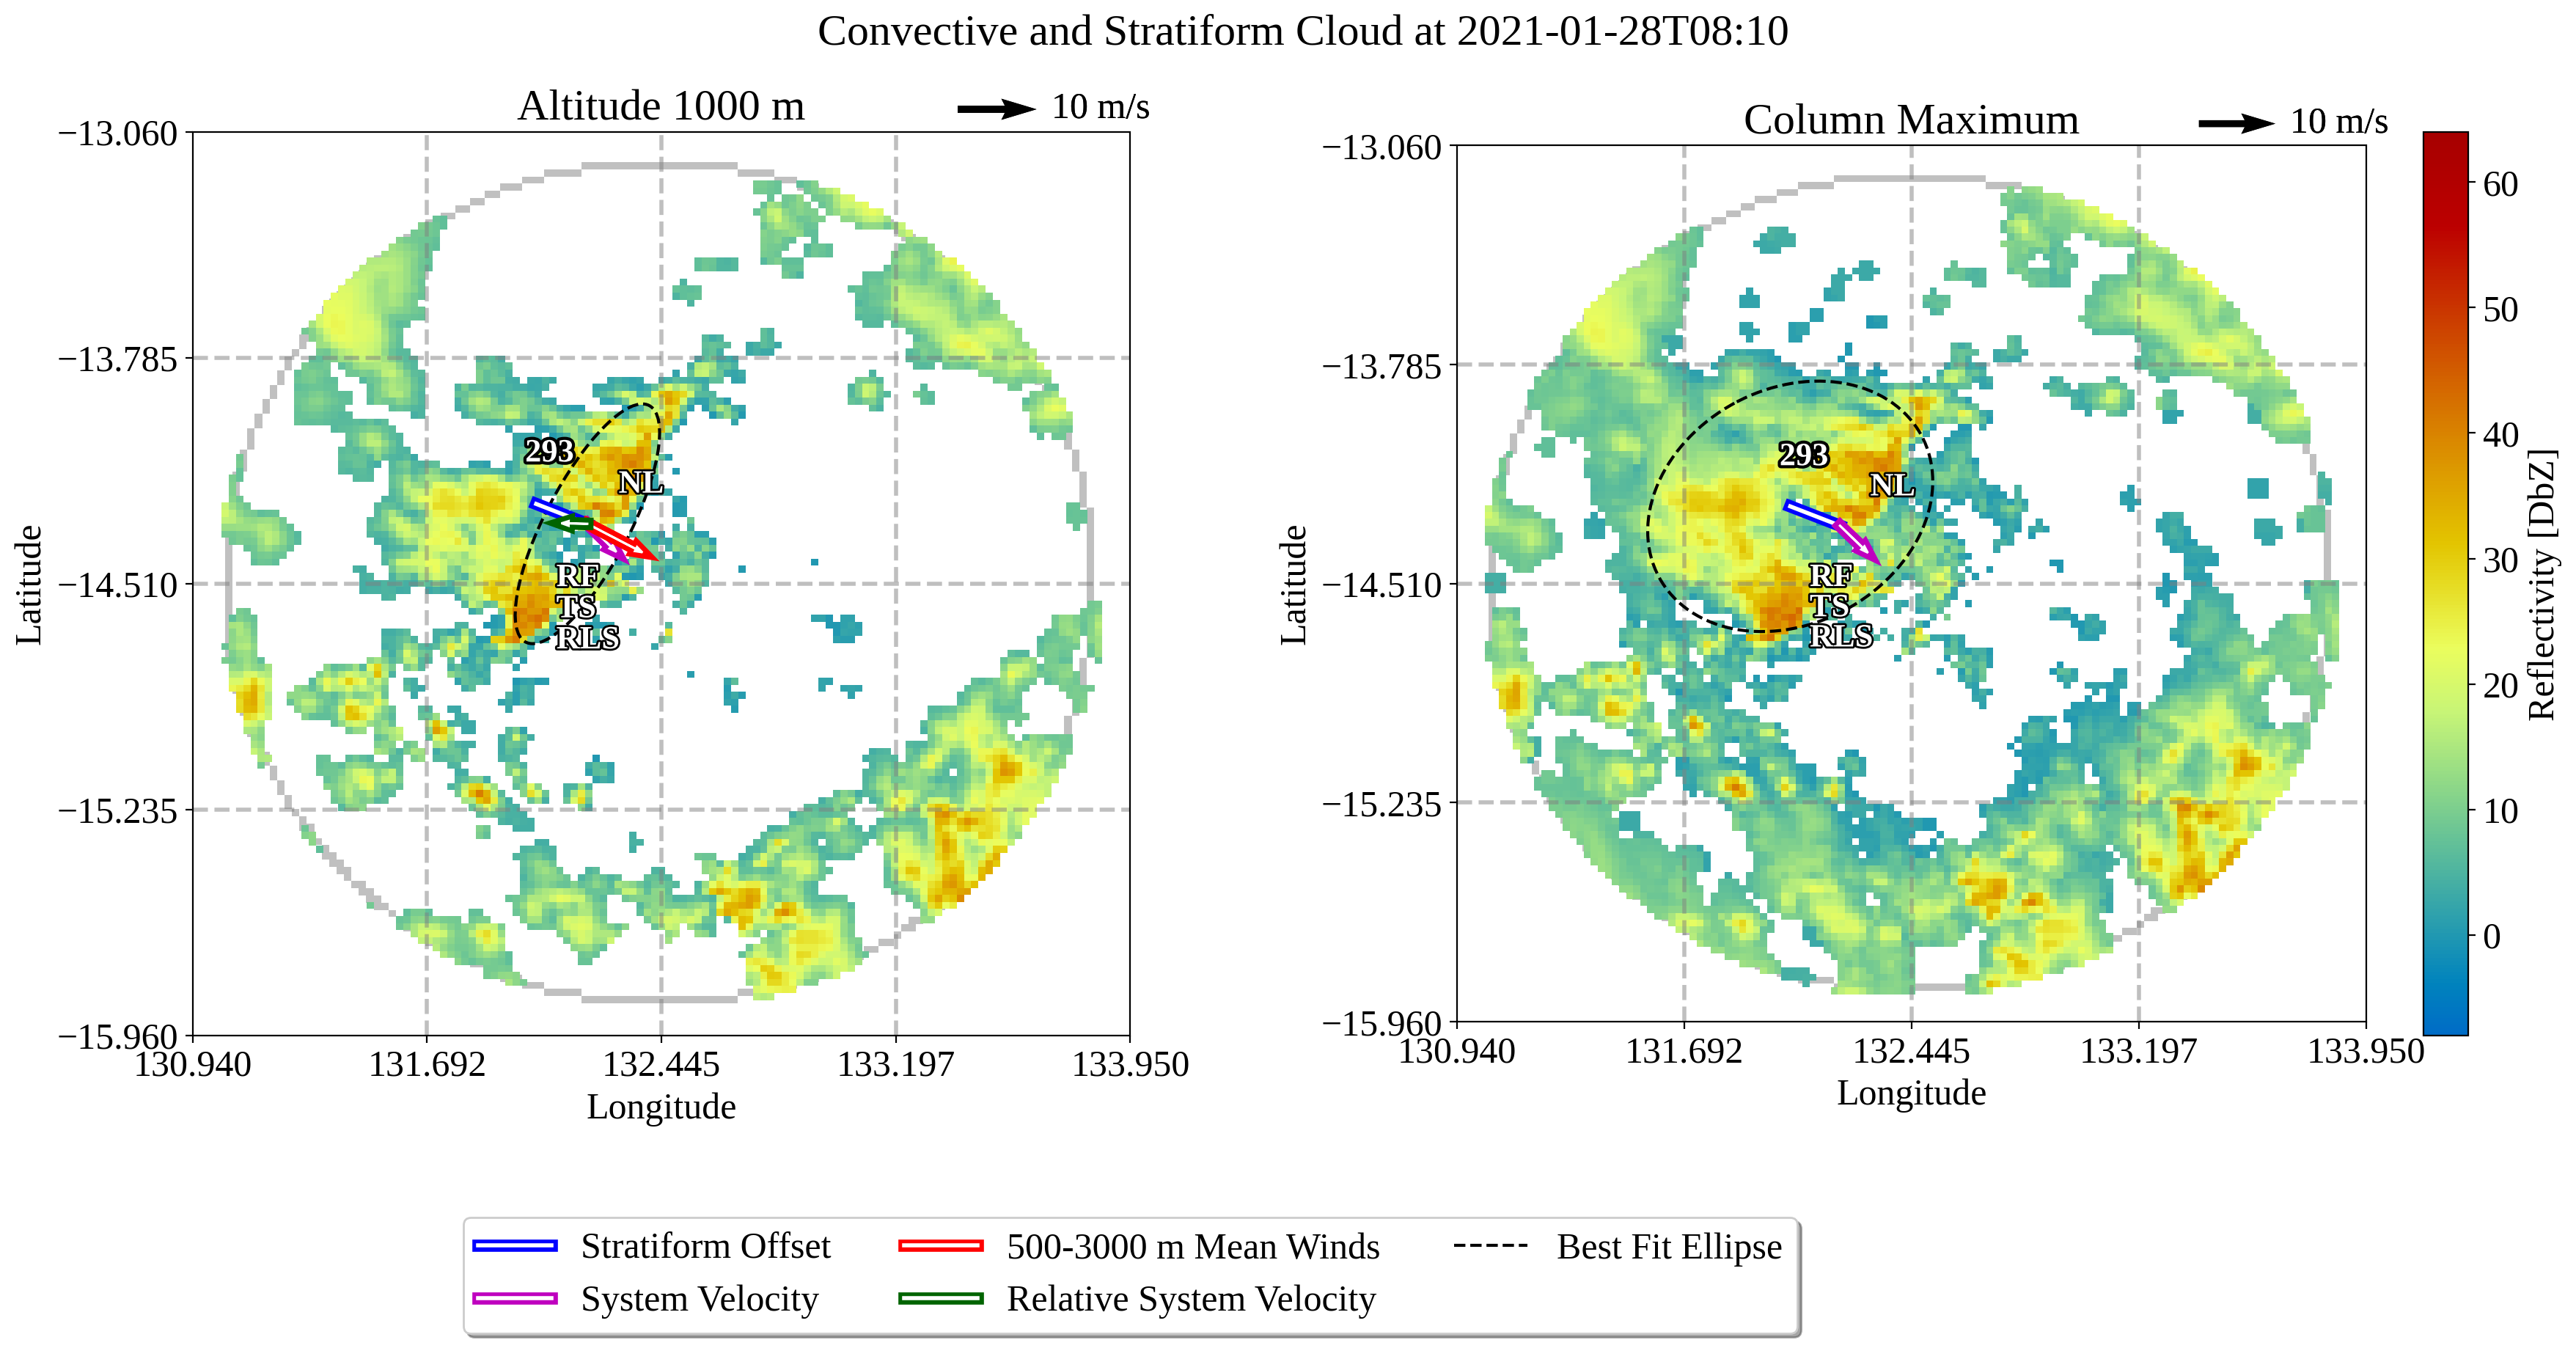 Convective and Stratiform Cloud at 2021-01-28T08:10
Altitude 1000 m
10 m/s
−13.060
−13.785
−14.510
−15.235
−15.960
Latitude
293
NL
RF
TS
RLS
130.940
131.692
132.445
133.197
133.950
Longitude
Column Maximum
10 m/s
−13.060
−13.785
−14.510
−15.235
−15.960
Latitude
293
NL
RF
TS
RLS
130.940
131.692
132.445
133.197
133.950
Longitude
60
50
40
30
20
10
0
Reflectivity [DbZ]
Stratiform Offset
500-3000 m Mean Winds
Best Fit Ellipse
System Velocity
Relative System Velocity